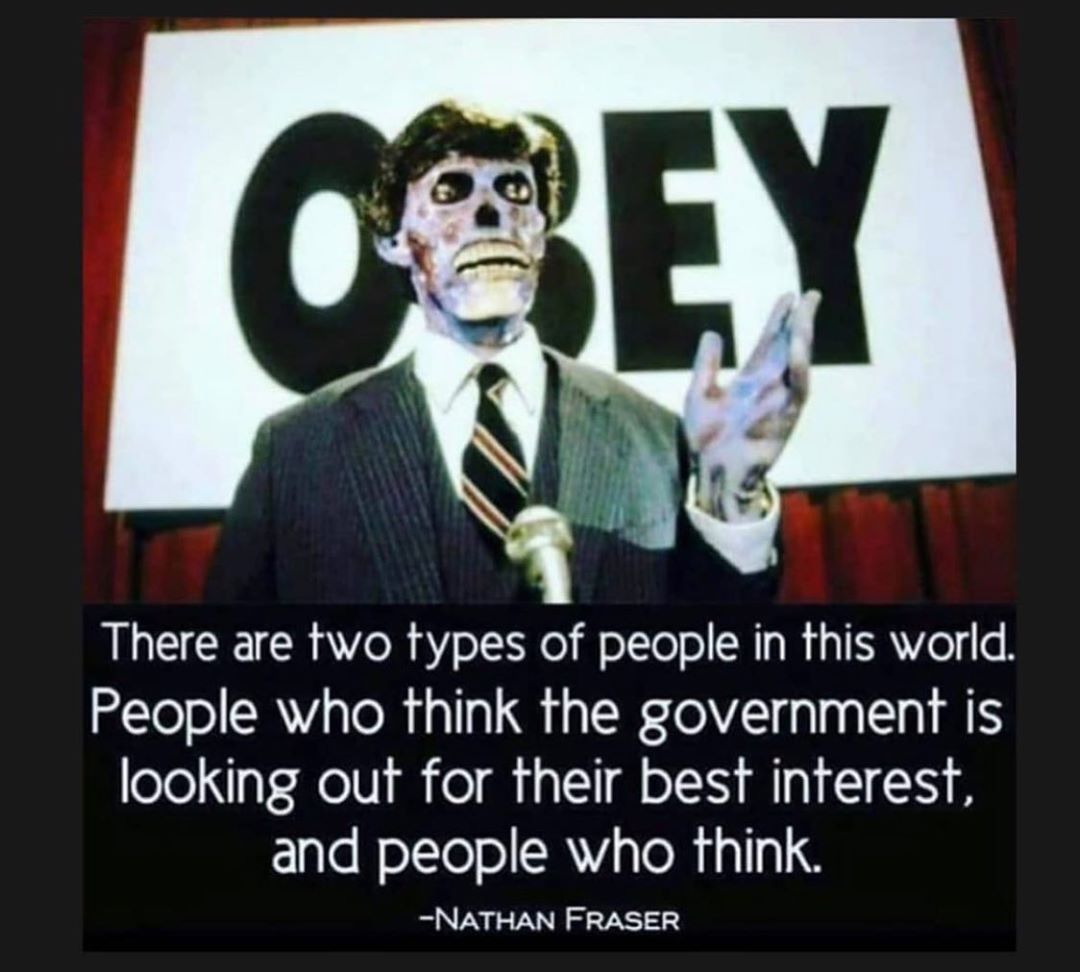 OBEY
There are two types of people in this world.
People who think the government is
looking out for their best interest,
and people who think.
-NATHAN FRASER